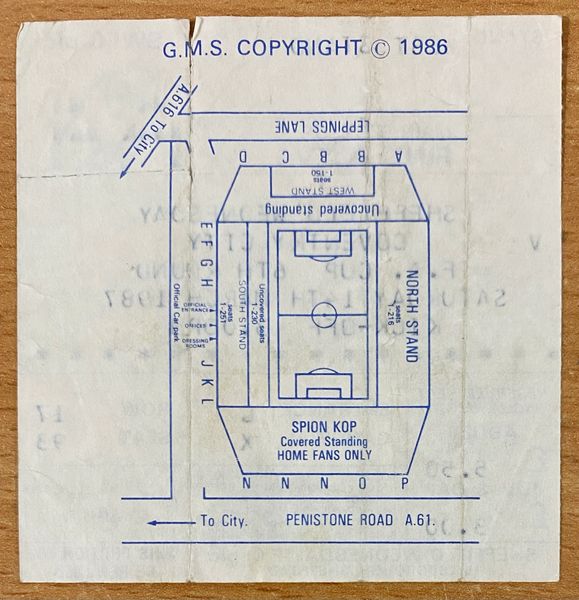 G.M.S. COPYRIGHT © 1986
A.616 To City
LEPPINGS LANE
D C B B A
seats
1-150
WEST STAND
Uncovered standing
E F G H
J K L
Official Car park
OFFICIAL
ENTRANCE
OFFICES
DRESSING
ROOMS
seats
1-251
SOUTH STAND
Uncovered seats
1-230
NORTH STAND
seats
1-216
SPION KOP
Covered Standing
HOME FANS ONLY
N N N O P
To City. PENISTONE ROAD A.61.